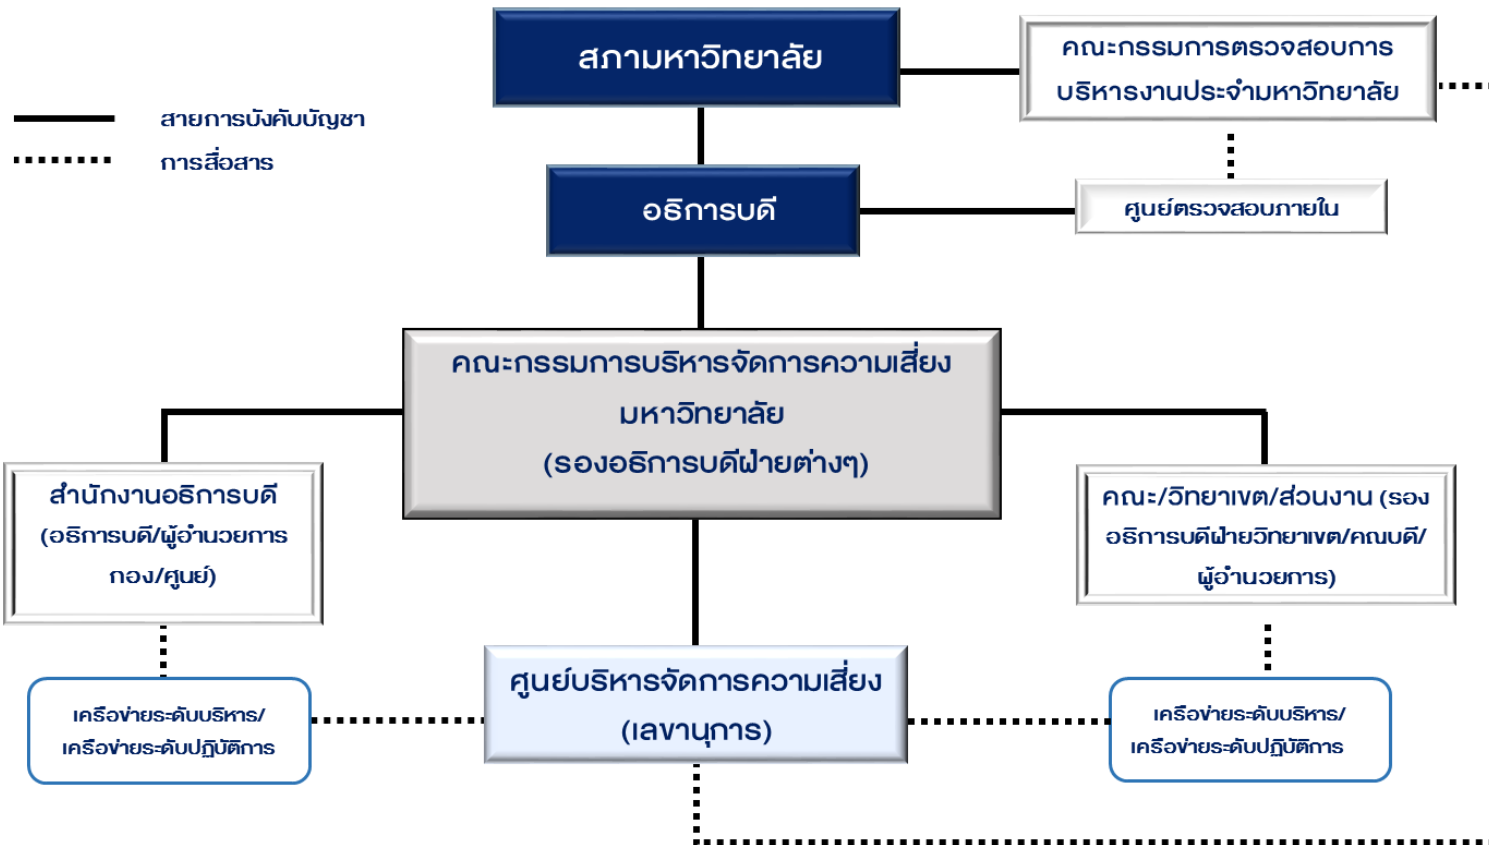 สภามหาวิทยาลัย
คณะกรรมการตรวจสอบการ
บริหารงานประจำมหาวิทยาลัย
สายการบังคับบัญชา
การสื่อสาร
อธิการบดี
ศูนย์ตรวจสอบภายใน
คณะกรรมการบริหารจัดการความเสี่ยง
มหาวิทยาลัย
(รองอธิการบดีฝ่ายต่างๆ)
สำนักงานอธิการบดี
(อธิการบดี/ผู้อำนวยการ
กอง/ศูนย์)
คณะ/วิทยาเขต/ส่วนงาน (รอง
อธิการบดีฝ่ายวิทยาเขต/คณบดี/
ผู้อำนวยการ)
ศูนย์บริหารจัดการความเสี่ยง
(เลขานุการ)
เครือข่ายระดับบริหาร/
เครือข่ายระดับปฏิบัติการ
เครือข่ายระดับบริหาร/
เครือข่ายระดับปฏิบัติการ